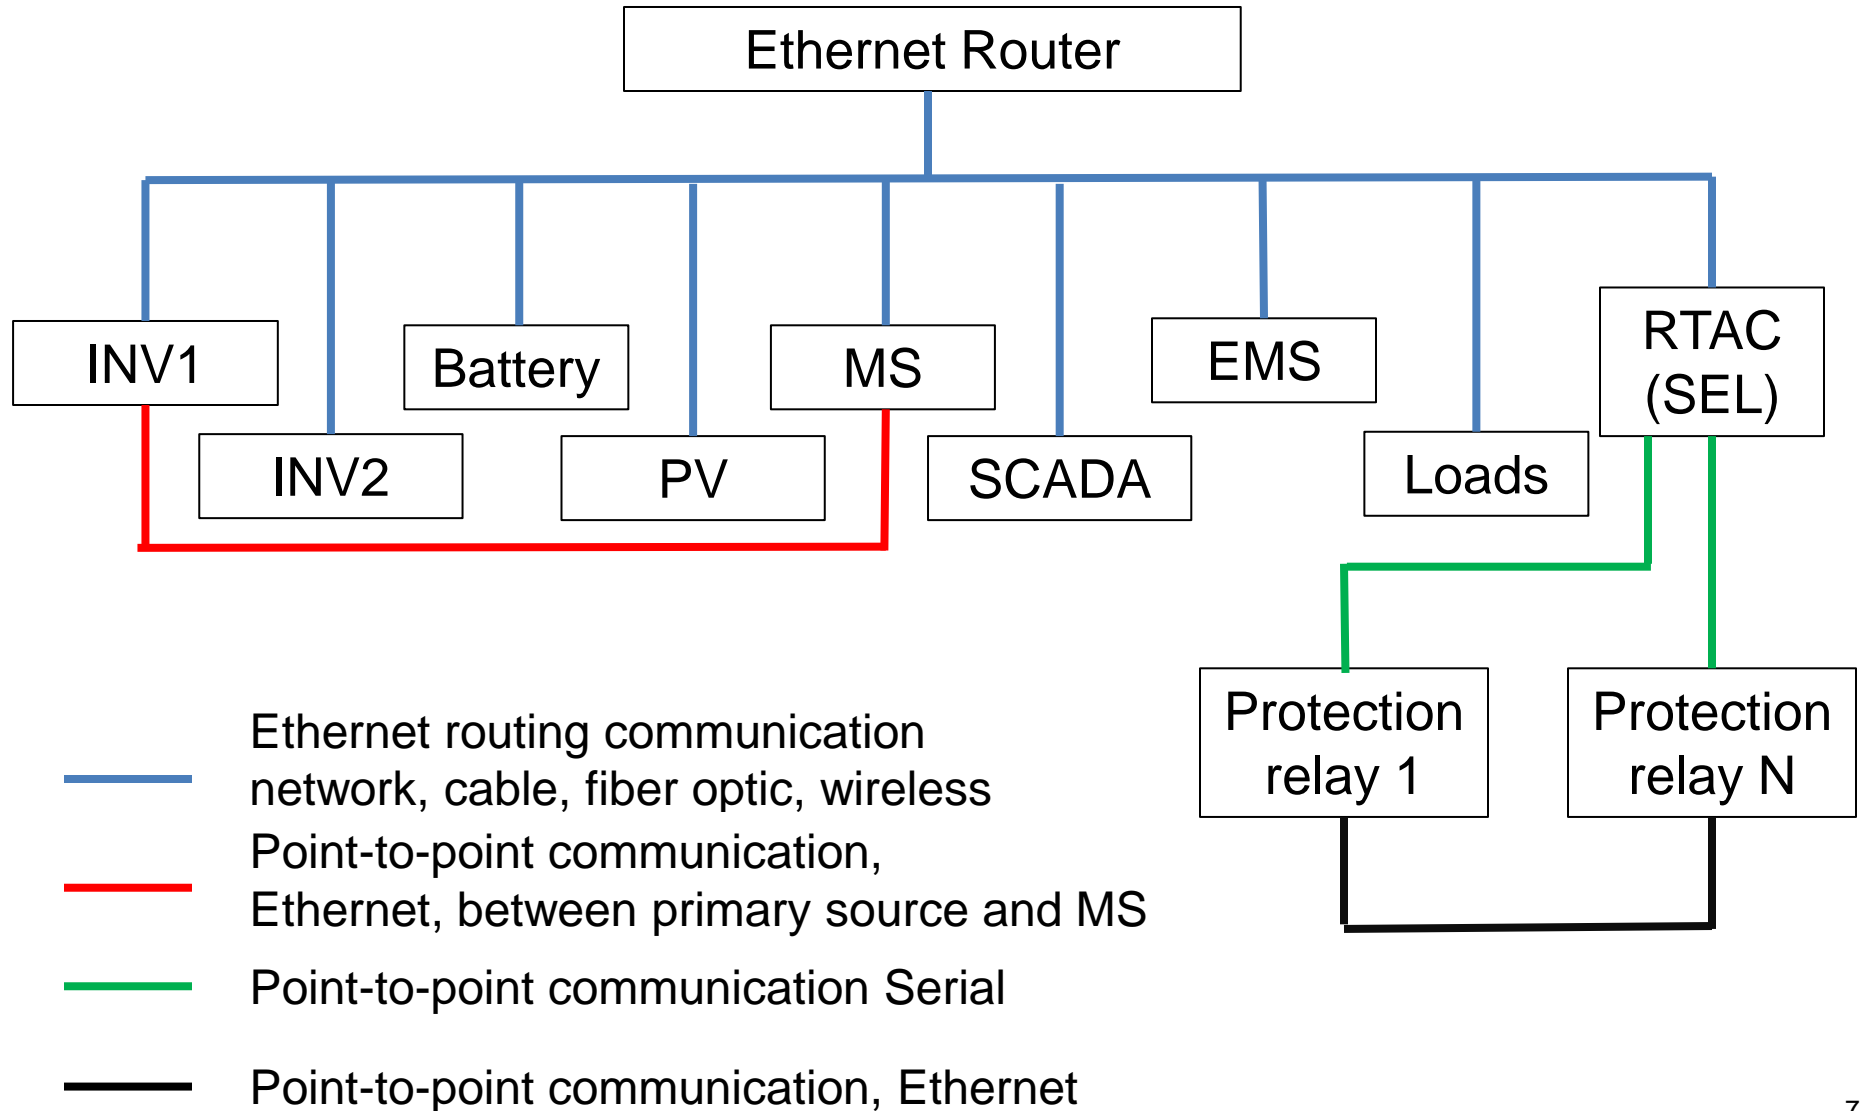 Ethernet Router
INV1
Battery
MS
EMS
RTAC
(SEL)
INV2
PV
SCADA
Loads
Protection
relay 1
Protection
relay N
Ethernet routing communication
network, cable, fiber optic, wireless
Point-to-point communication,
Ethernet, between primary source and MS
Point-to-point communication Serial
Point-to-point communication, Ethernet
7